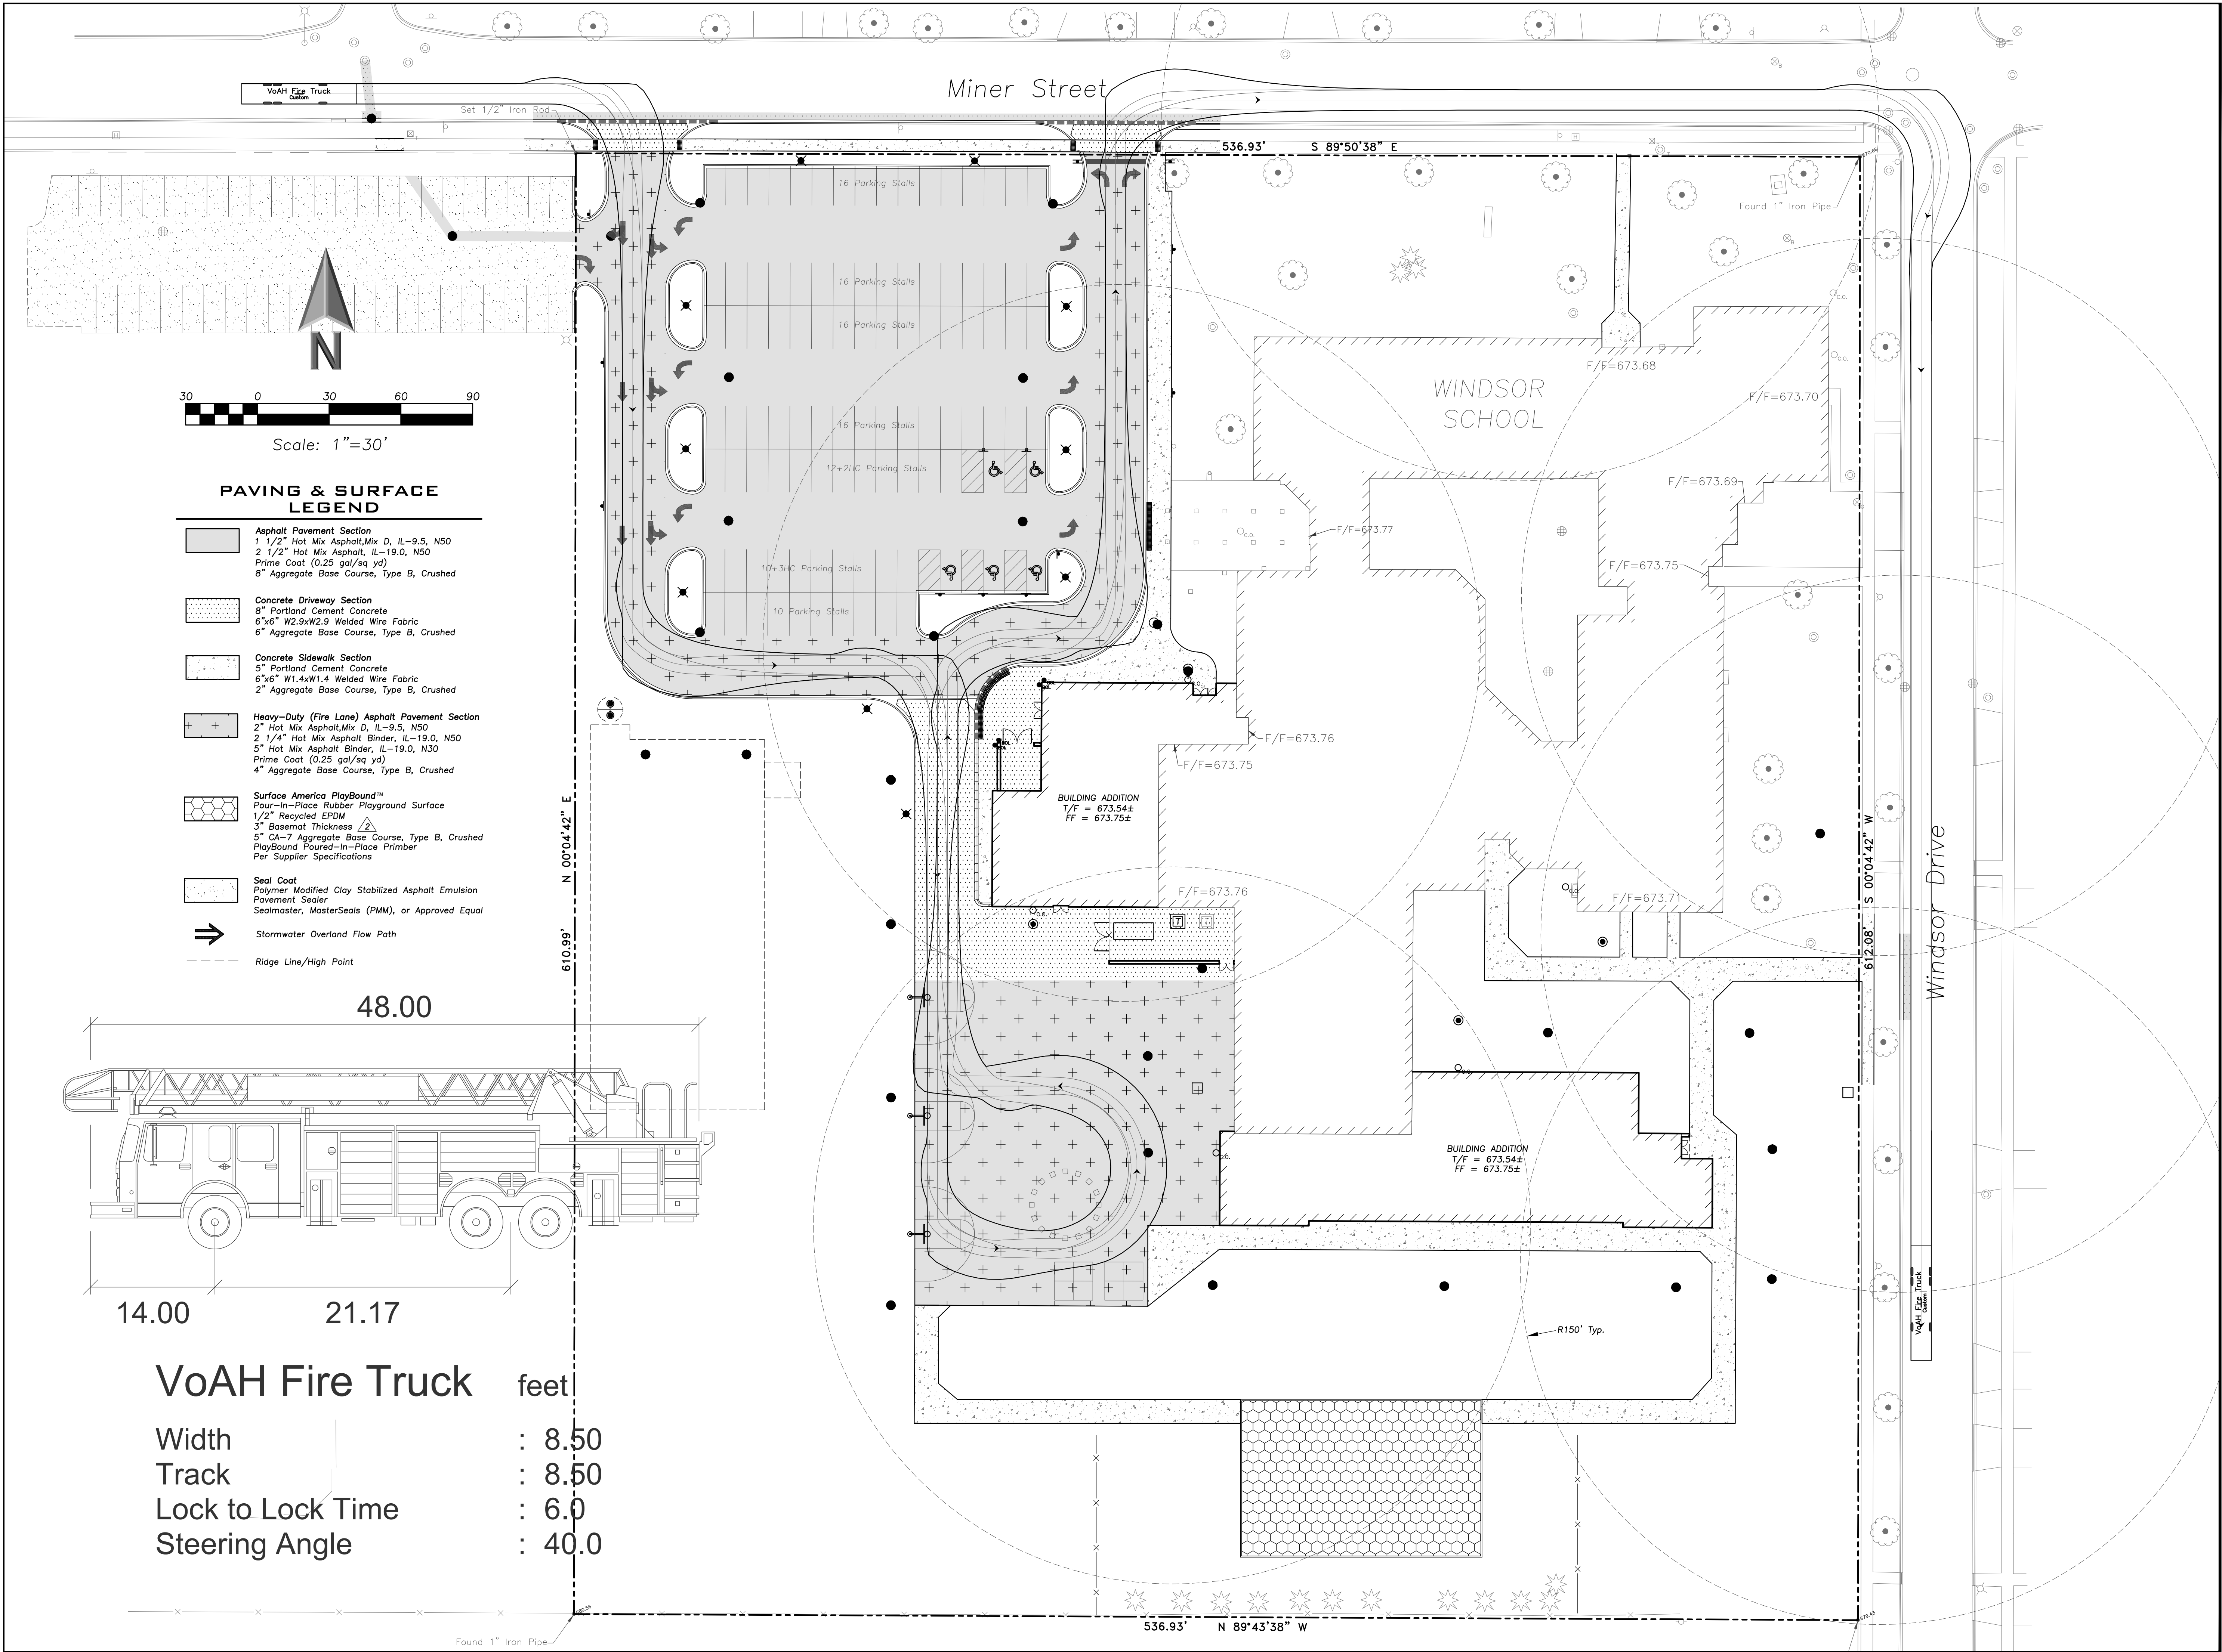 VoAH Fire Truck
Custom
Miner Street
Set 1/2" Iron Rod
536.93' S 89°50'38" E
670.66
Found 1" Iron Pipe
16 Parking Stalls
16 Parking Stalls
16 Parking Stalls
16 Parking Stalls
12+2HC Parking Stalls
10+3HC Parking Stalls
10 Parking Stalls
N
30 0 30 60 90
Scale: 1"=30'
PAVING & SURFACE
LEGEND
Asphalt Pavement Section
1 1/2" Hot Mix Asphalt,Mix D, IL-9.5, N50
2 1/2" Hot Mix Asphalt, IL-19.0, N50
Prime Coat (0.25 gal/sq yd)
8" Aggregate Base Course, Type B, Crushed
Concrete Driveway Section
8" Portland Cement Concrete
6"x6" W2.9xW2.9 Welded Wire Fabric
6" Aggregate Base Course, Type B, Crushed
Concrete Sidewalk Section
5" Portland Cement Concrete
6"x6" W1.4xW1.4 Welded Wire Fabric
2" Aggregate Base Course, Type B, Crushed
Heavy-Duty (Fire Lane) Asphalt Pavement Section
2" Hot Mix Asphalt,Mix D, IL-9.5, N50
2 1/4" Hot Mix Asphalt Binder, IL-19.0, N50
5" Hot Mix Asphalt Binder, IL-19.0, N30
Prime Coat (0.25 gal/sq yd)
4" Aggregate Base Course, Type B, Crushed
Surface America PlayBound™
Pour-In-Place Rubber Playground Surface
1/2" Recycled EPDM
3" Basemat Thickness 2
5" CA-7 Aggregate Base Course, Type B, Crushed
PlayBound Poured-In-Place Primber
Per Supplier Specifications
Seal Coat
Polymer Modified Clay Stabilized Asphalt Emulsion
Pavement Sealer
Sealmaster, MasterSeals (PMM), or Approved Equal
Stormwater Overland Flow Path
Ridge Line/High Point
WINDSOR
SCHOOL
F/F=673.68
F/F=673.70
F/F=673.69
F/F=673.77
F/F=673.75
F/F=673.76
F/F=673.75
F/F=673.76
F/F=673.71
C.O.
C.O.
C.O.
C.O.
C.O.
BOL
BOL
T
BUILDING ADDITION
T/F = 673.54±
FF = 673.75±
BUILDING ADDITION
T/F = 673.54±
FF = 673.75±
610.99' N 00°04'42" E
612.08' S 00°04'42" W
Windsor Drive
VoAH Fire Truck
Custom
R150' Typ.
48.00
14.00 21.17
VoAH Fire Truck feet
Width : 8.50
Track : 8.50
Lock to Lock Time : 6.0
Steering Angle : 40.0
536.93' N 89°43'38" W
Found 1" Iron Pipe